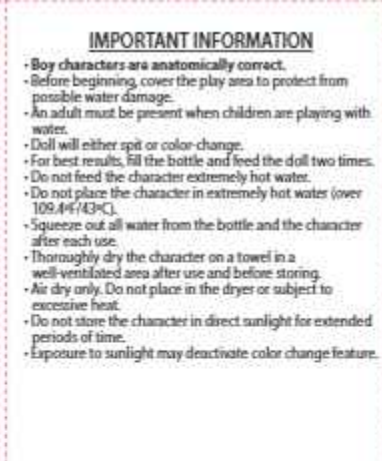 IMPORTANT INFORMATION
• Boy characters are anatomically correct.
• Before beginning, cover the play area to protect from
possible water damage.
• An adult must be present when children are playing with
water.
• Doll will either spit or color-change.
• For best results, fill the bottle and feed the doll two times.
• Do not feed the character extremely hot water.
• Do not place the character in extremely hot water (over
109.4ºF/43ºC).
• Squeeze out all water from the bottle and the character
after each use.
• Thoroughly dry the character on a towel in a
well-ventilated area after use and before storing.
• Air dry only. Do not place in the dryer or subject to
excessive heat.
• Do not store the character in direct sunlight for extended
periods of time.
• Exposure to sunlight may deactivate color change feature.